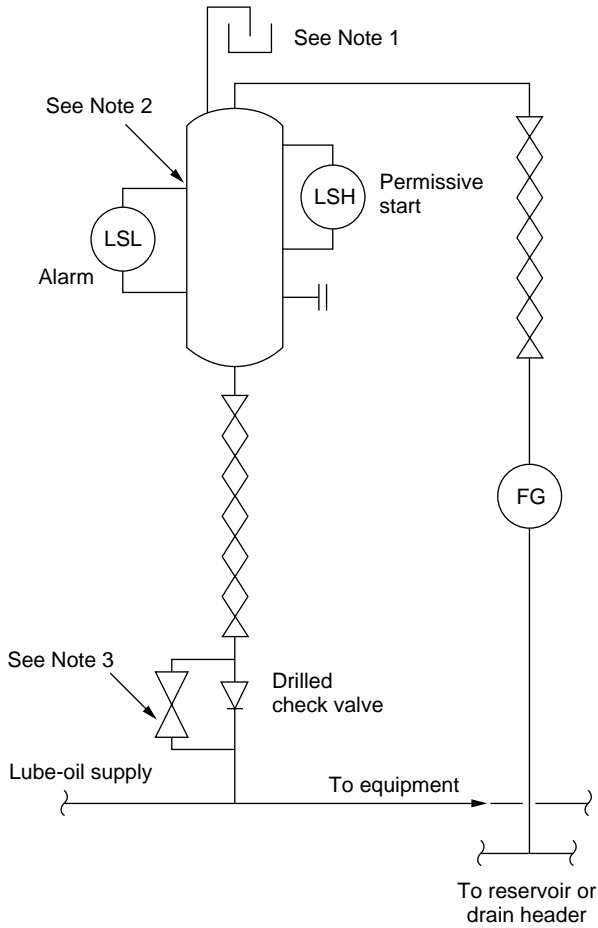 See Note 1
See Note 2
LSH
Permissive
start
LSL
Alarm
FG
See Note 3
Drilled
check valve
Lube-oil supply
To equipment
To reservoir or
drain header